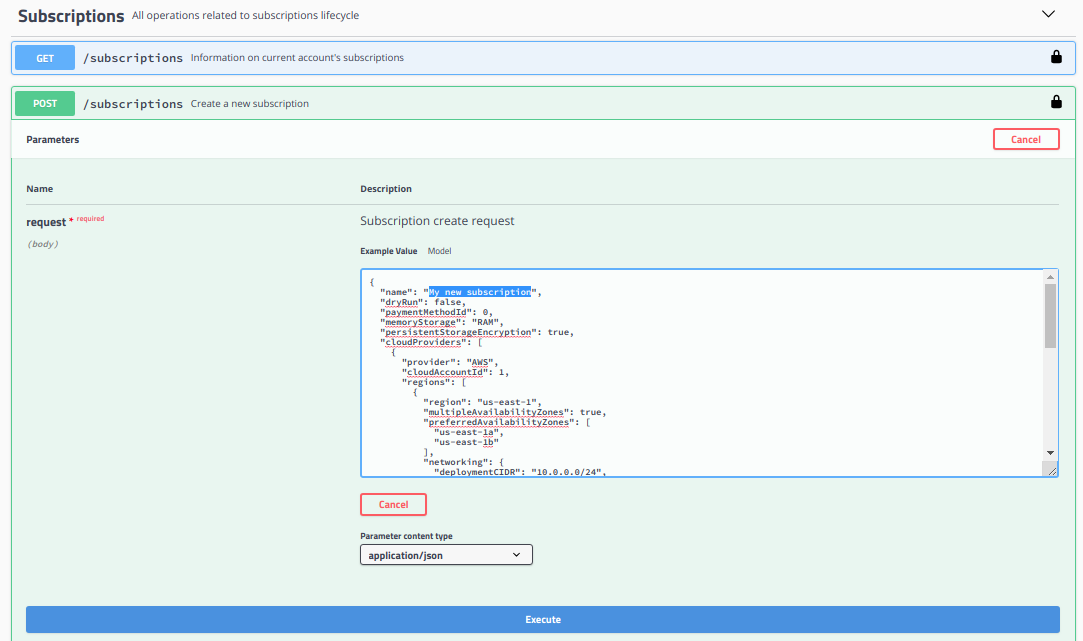 Subscriptions All operations related to subscriptions lifecycle
GET /subscriptions Information on current account's subscriptions
POST /subscriptions Create a new subscription
Parameters Cancel
Name Description
request * required Subscription create request
(body)
Example Value Model
{
"name": "My new subscription",
"dryRun": false,
"paymentMethodId": 0,
"memoryStorage": "RAM",
"persistentStorageEncryption": true,
"cloudProviders": [
{
"provider": "AWS",
"cloudAccountId": 1,
"regions": [
{
"region": "us-east-1",
"multipleAvailabilityZones": true,
"preferredAvailabilityZones": [
"us-east-1a",
"us-east-1b"
],
"networking": {
"deploymentCIDR": "10.0.0.0/24",
Cancel
Parameter content type
application/json
Execute